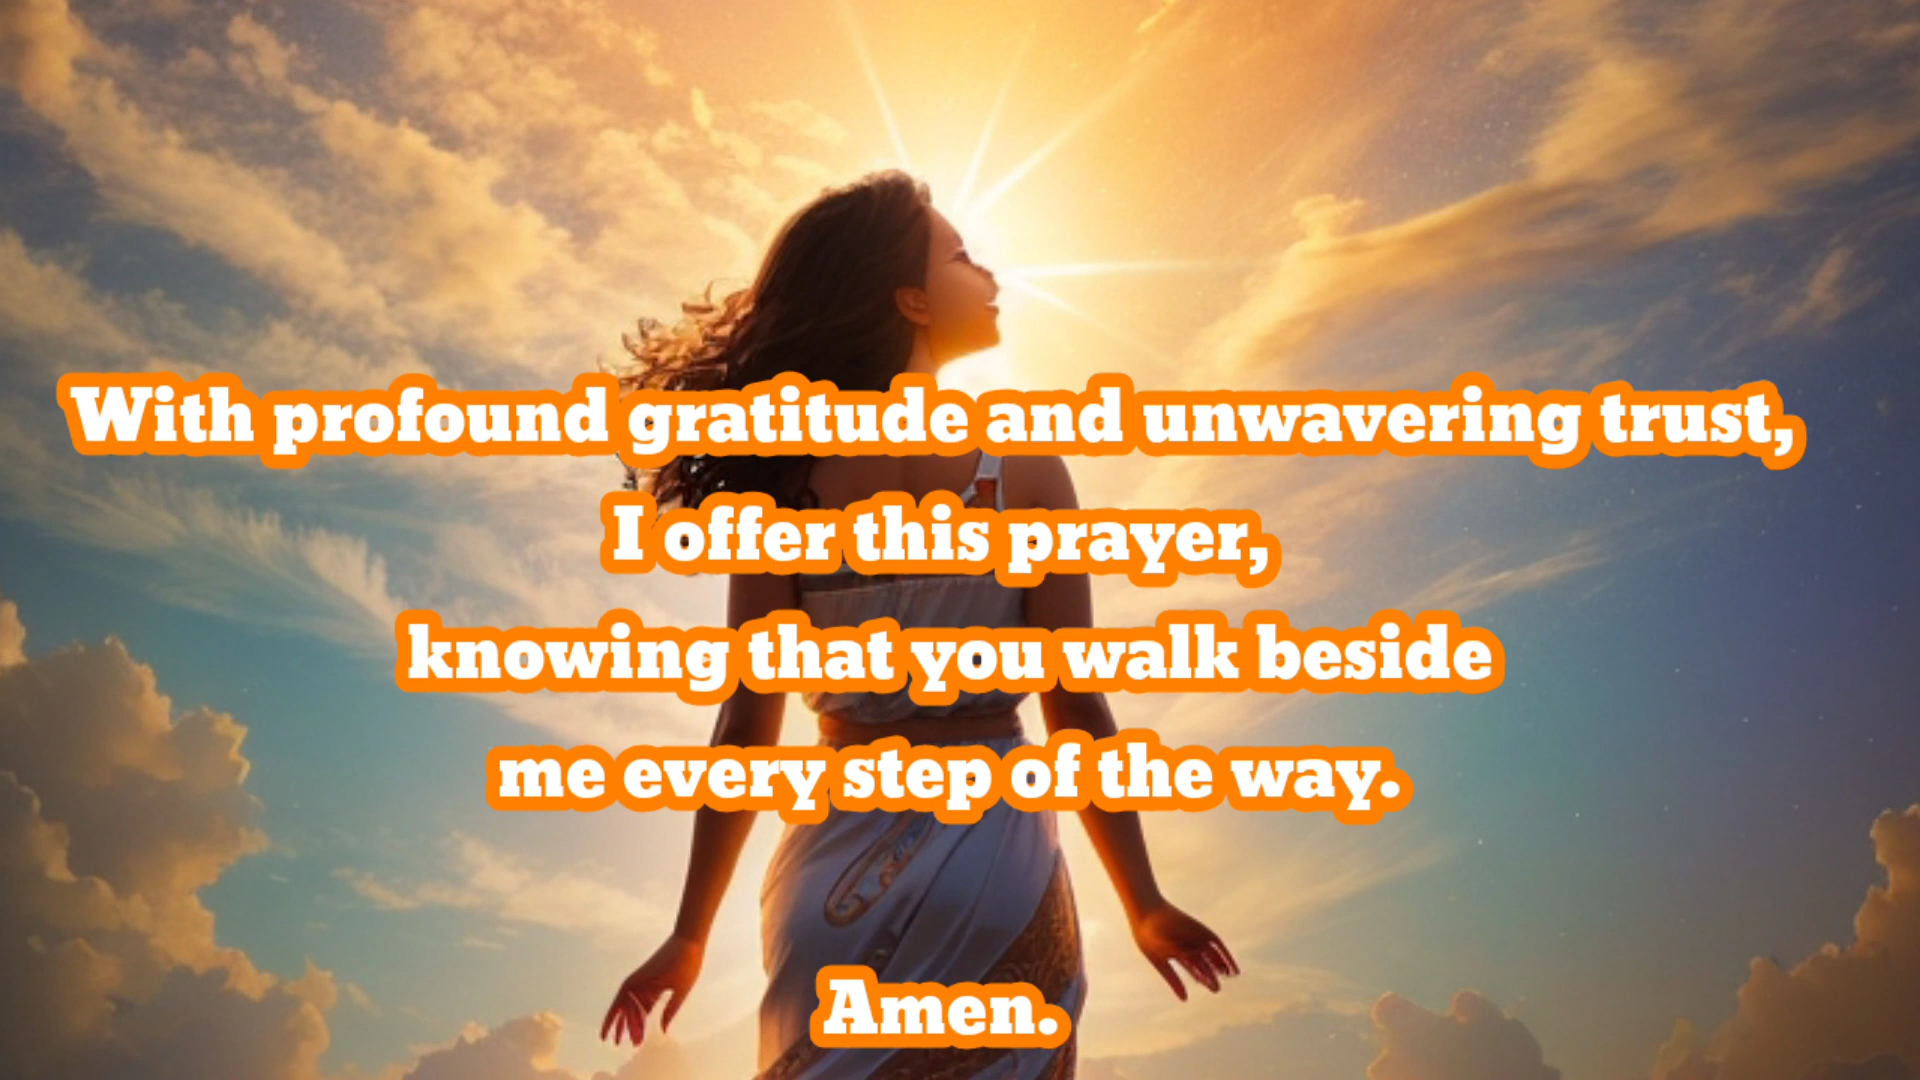 With profound gratitude and unwavering trust,
I offer this prayer,
knowing that you walk beside
me every step of the way.
Amen.